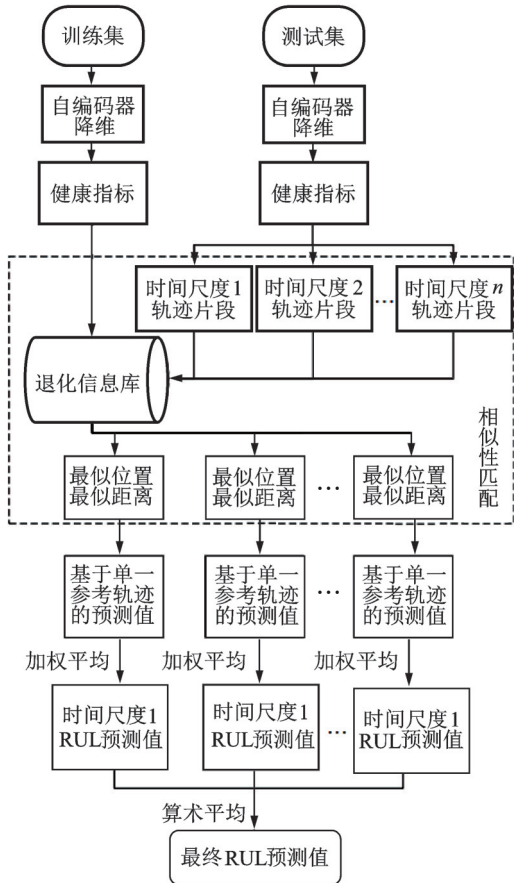 训练集
测试集
自编码器
降维
自编码器
降维
健康指标
健康指标
时间尺度1
轨迹片段
时间尺度2
轨迹片段
…
时间尺度n
轨迹片段
退化信息库
相似性匹配
最似位置
最似距离
最似位置
最似距离
…
最似位置
最似距离
基于单一
参考轨迹
的预测值
基于单一
参考轨迹
的预测值
…
基于单一
参考轨迹
的预测值
加权平均
加权平均
加权平均
时间尺度1
RUL预测值
时间尺度1
RUL预测值
…
时间尺度1
RUL预测值
算术平均
最终RUL预测值